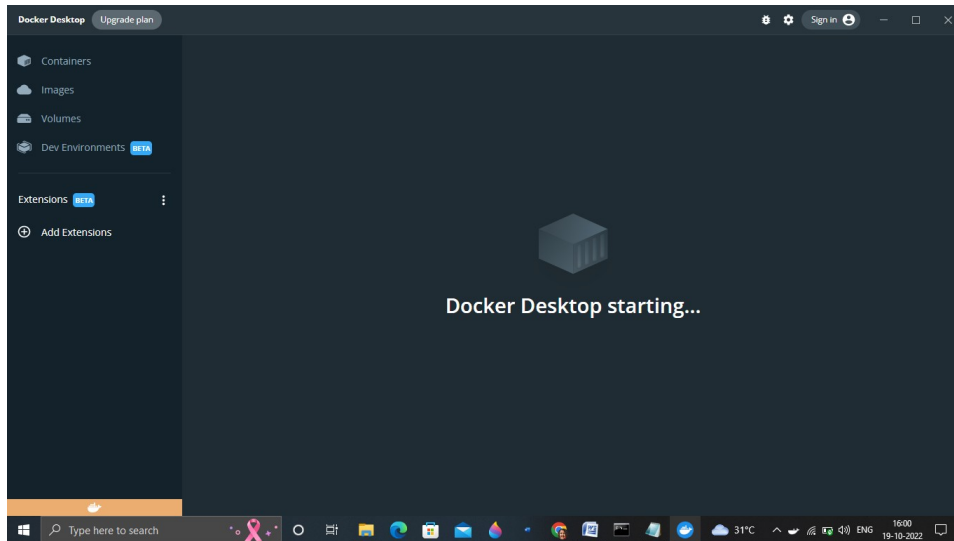 Docker Desktop Upgrade plan Sign in
Containers
Images
Volumes
Dev Environments BETA
Extensions BETA
Add Extensions
Docker Desktop starting...
Type here to search 31°C ENG 16:00
19-10-2022